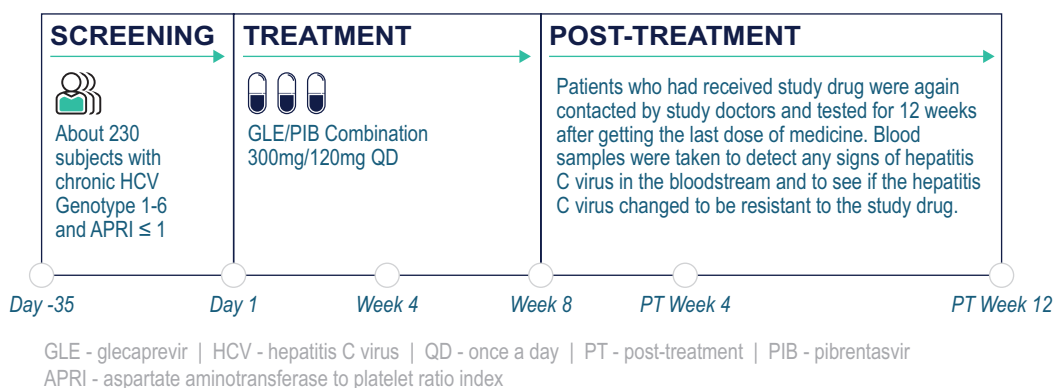 SCREENING
About 230
subjects with
chronic HCV
Genotype 1-6
and APRI ≤ 1
TREATMENT
GLE/PIB Combination
300mg/120mg QD
POST-TREATMENT
Patients who had received study drug were again
contacted by study doctors and tested for 12 weeks
after getting the last dose of medicine. Blood
samples were taken to detect any signs of hepatitis
C virus in the bloodstream and to see if the hepatitis
C virus changed to be resistant to the study drug.
Day -35
Day 1
Week 4
Week 8
PT Week 4
PT Week 12
GLE - glecaprevir | HCV - hepatitis C virus | QD - once a day | PT - post-treatment | PIB - pibrentasvir
APRI - aspartate aminotransferase to platelet ratio index